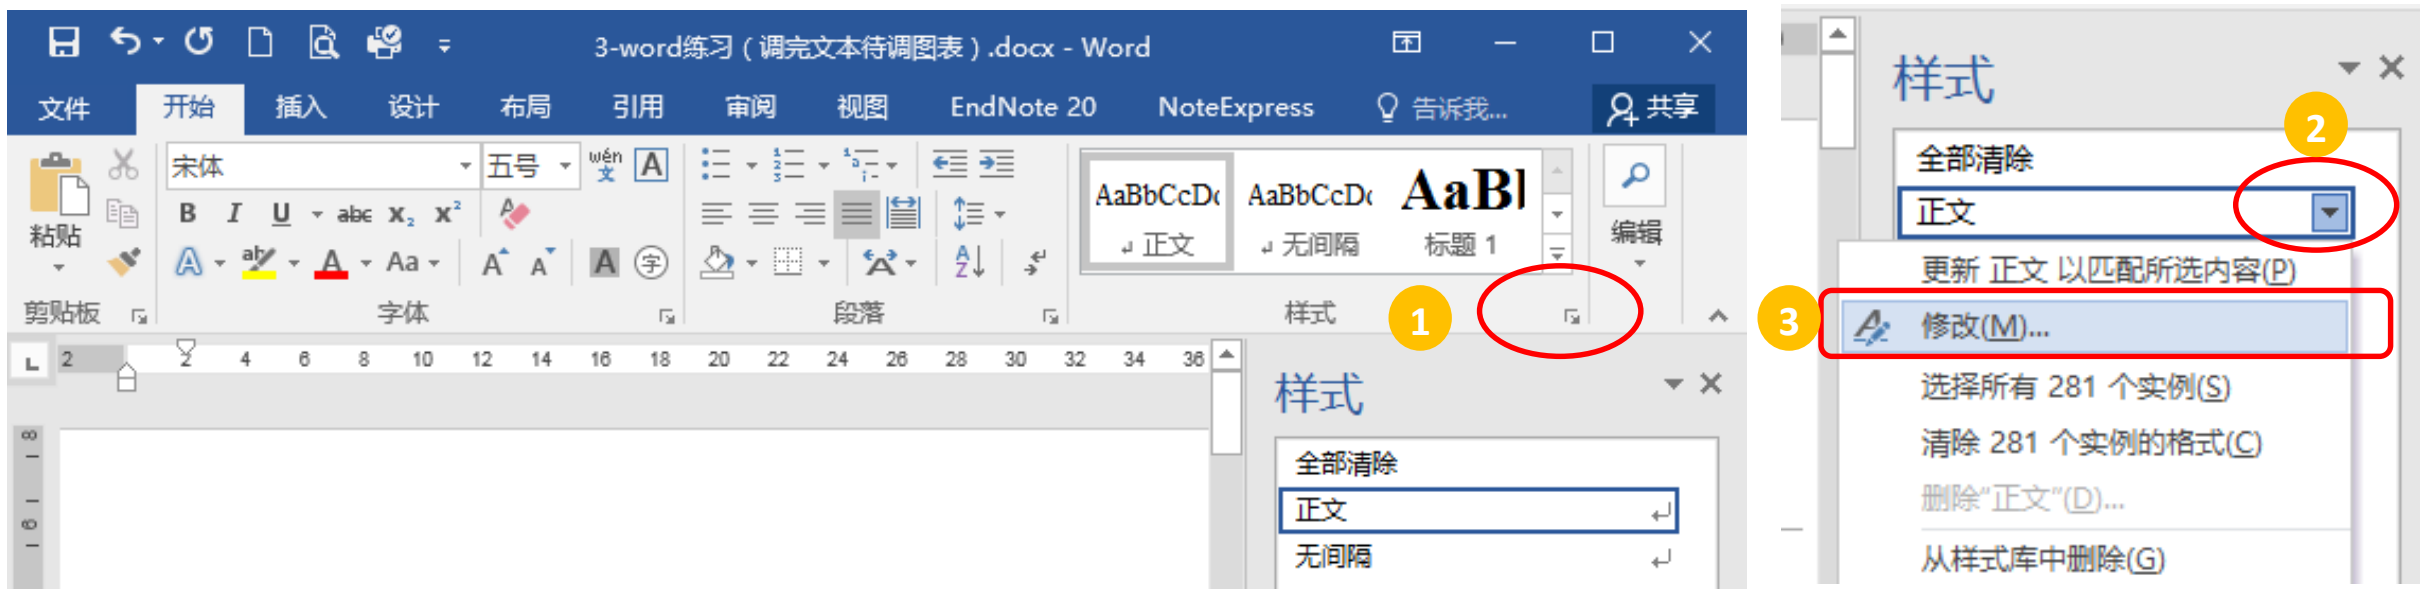 3-word练习（调完文本待调图表）.docx - Word
文件 开始 插入 设计 布局 引用 审阅 视图 EndNote 20 NoteExpress 告诉我... 共享
宋体 五号 wén 文 A
B I U abc X₂ X² 
A aby A Aa A A A 字 A Z
粘贴
AaBbCcDc AaBbCcDc AaBl
正文 无间隔 标题 1
编辑
剪贴板 字体 段落 样式 1
L 2 2 4 6 8 10 12 14 16 18 20 22 24 26 28 30 32 34 36
8
6
样式
全部清除
正文
无间隔
样式
2
全部清除
正文
更新 正文 以匹配所选内容(P)
3 修改(M)...
选择所有 281 个实例(S)
清除 281 个实例的格式(C)
删除“正文”(D)...
从样式库中删除(G)